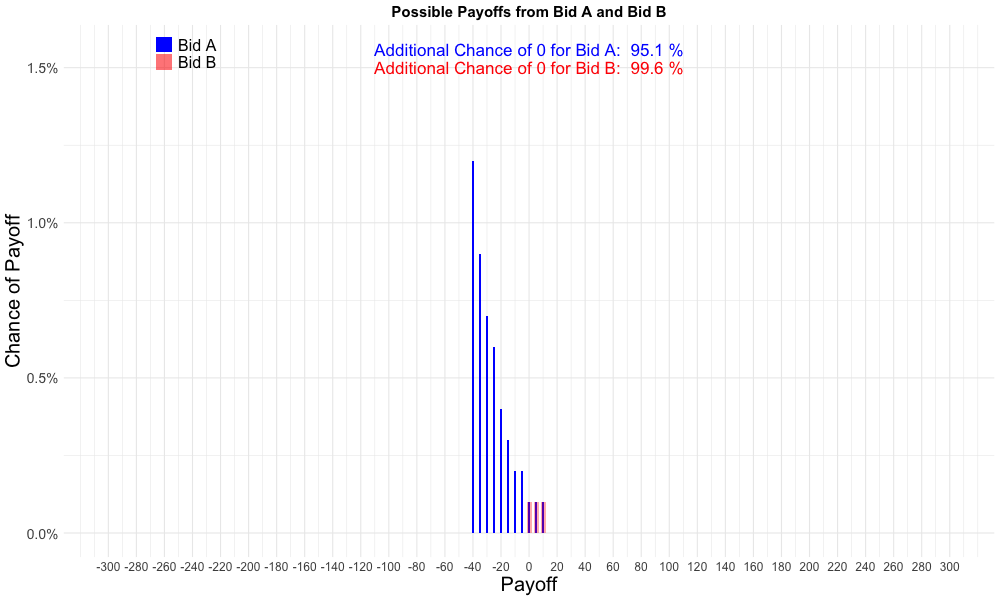 Possible Payoffs from Bid A and Bid B
Bid A
Bid B
Additional Chance of 0 for Bid A: 95.1 %
Additional Chance of 0 for Bid B: 99.6 %
Chance of Payoff
1.5%
1.0%
0.5%
0.0%
-300 -280 -260 -240 -220 -200 -180 -160 -140 -120 -100 -80 -60 -40 -20 0 20 40 60 80 100 120 140 160 180 200 220 240 260 280 300
Payoff